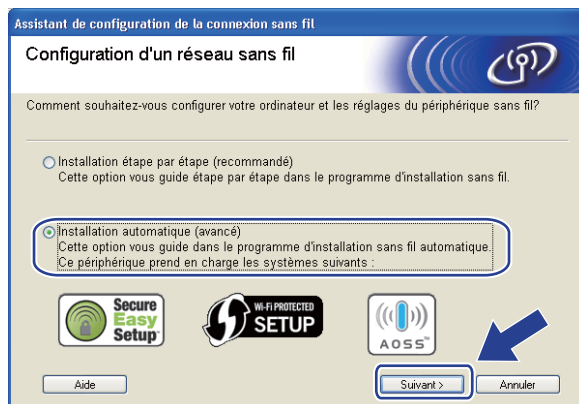 Assistant de configuration de la connexion sans fil
Configuration d'un réseau sans fil
Comment souhaitez-vous configurer votre ordinateur et les réglages du périphérique sans fil?
Installation étape par étape (recommandé)
Cette option vous guide étape par étape dans le programme d'installation sans fil.
Installation automatique (avancé)
Cette option vous guide dans le programme d'installation sans fil automatique.
Ce périphérique prend en charge les systèmes suivants :
Secure
Easy
Setup™
WI-FI PROTECTED
SETUP
AOSS™
Aide
Suivant >
Annuler